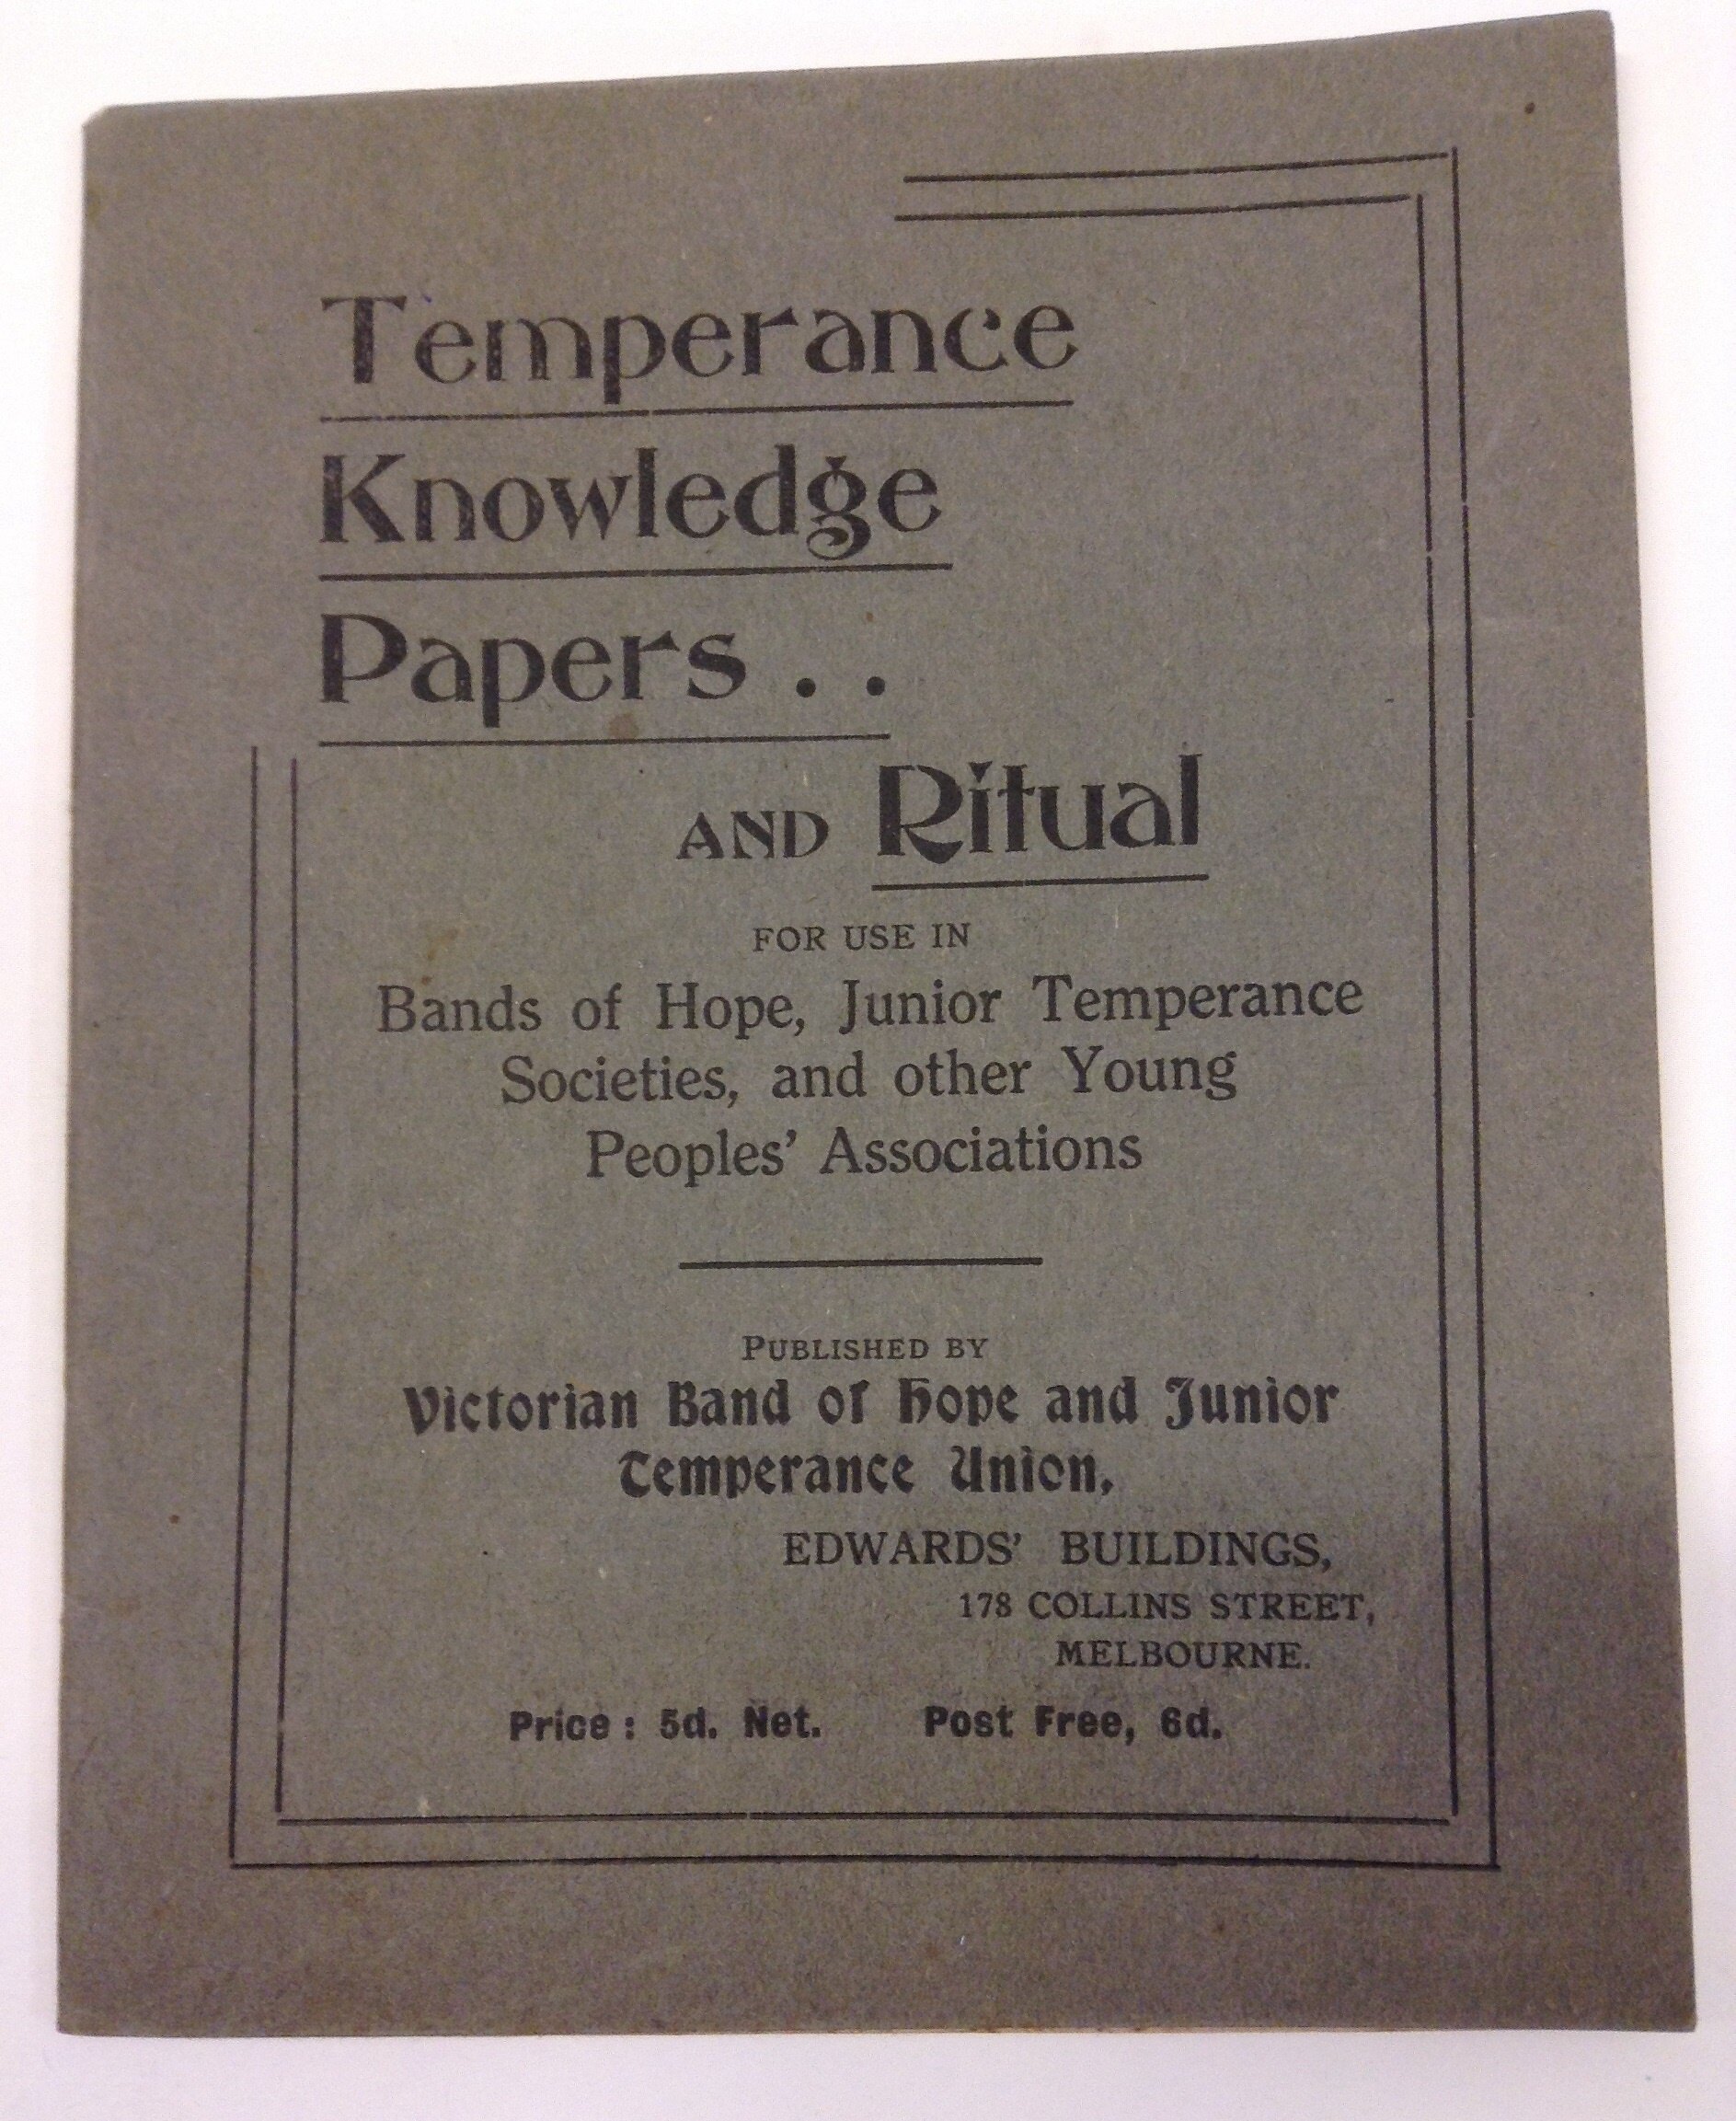 Temperance
Knowledge
Papers . .
AND Ritual
FOR USE IN
Bands of Hope, Junior Temperance
Societies, and other Young
Peoples' Associations
PUBLISHED BY
Victorian Band of Hope and Junior
Temperance Union,
EDWARDS' BUILDINGS,
178 COLLINS STREET,
MELBOURNE.
Price : 5d. Net. Post Free, 6d.